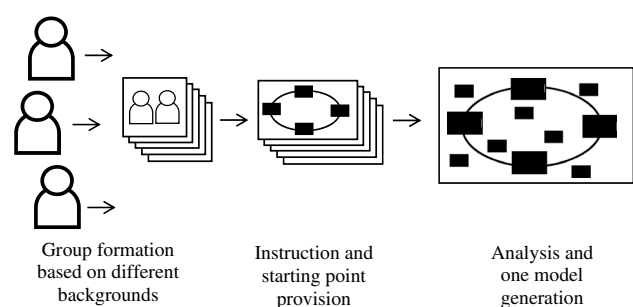 Group formation
based on different
backgrounds
Instruction and
starting point
provision
Analysis and
one model
generation